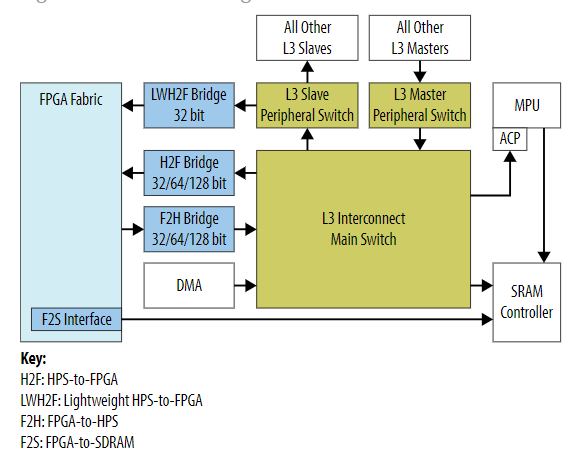 All Other
L3 Slaves
All Other
L3 Masters
FPGA Fabric
LWH2F Bridge
32 bit
L3 Slave
Peripheral Switch
L3 Master
Peripheral Switch
MPU
ACP
H2F Bridge
32/64/128 bit
F2H Bridge
32/64/128 bit
L3 Interconnect
Main Switch
DMA
SRAM
Controller
F2S Interface
Key:
H2F: HPS-to-FPGA
LWH2F: Lightweight HPS-to-FPGA
F2H: FPGA-to-HPS
F2S: FPGA-to-SDRAM